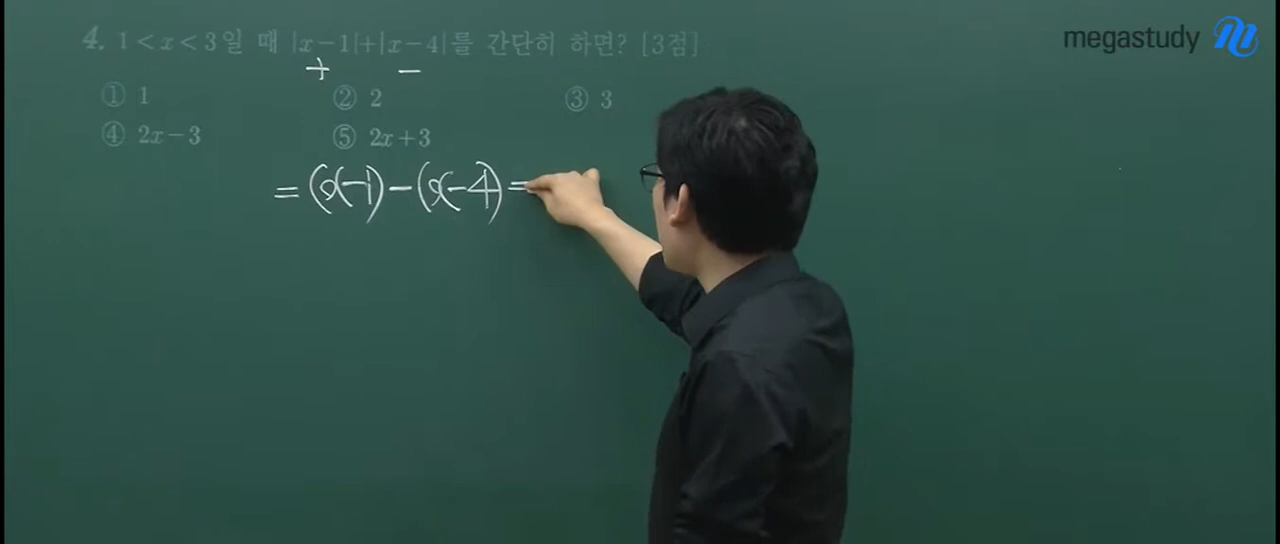 megastudy
4. 1<x<3일 때 |x-1|+|x-4|를 간단히 하면? [3점]
+ −
① 1 ② 2 ③ 3
④ 2x-3 ⑤ 2x+3
=(x-1)-(x-4)=